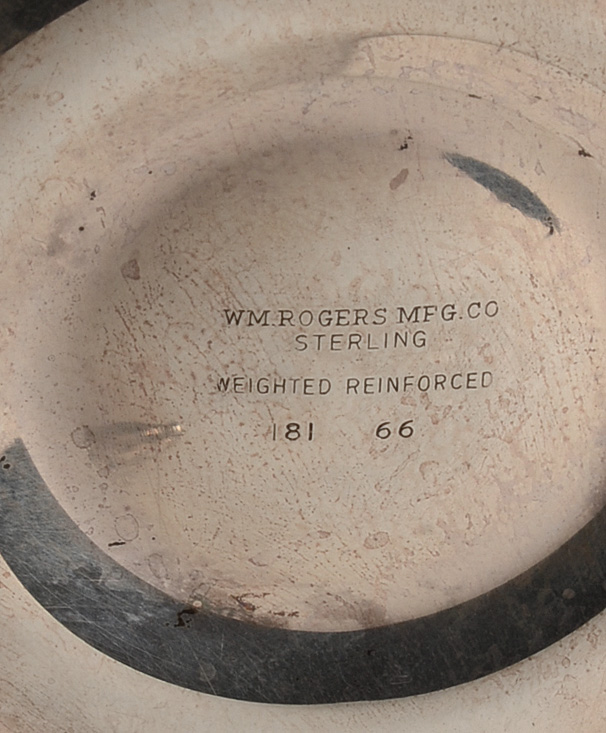 WM.ROGERS MFG.CO
STERLING
WEIGHTED REINFORCED
181 66